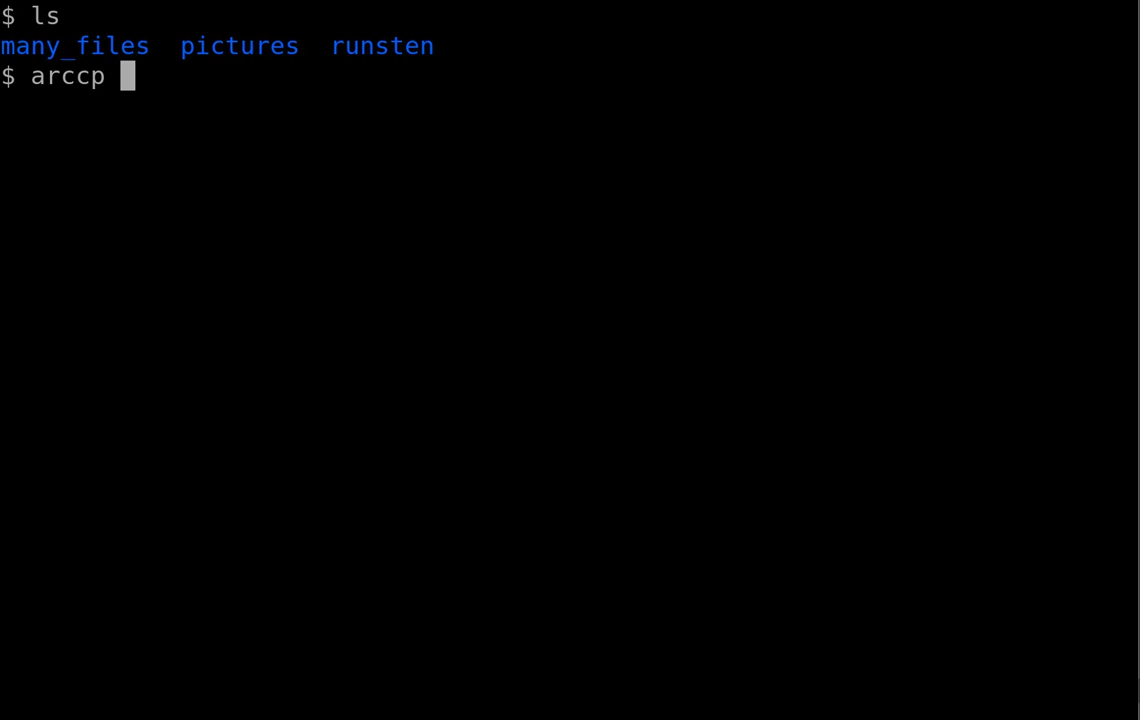 $ ls
many_files  pictures  runsten
$ arccp